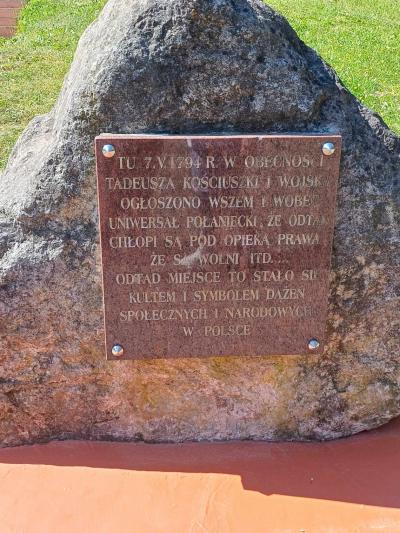 TU 7.V.1794 R. W OBECNOŚCI
TADEUSZA KOŚCIUSZKI I WOJSKA
OGŁOSZONO WSZEM I WOBEC
UNIWERSAŁ POŁANIECKI, ŻE ODTĄD
CHŁOPI SĄ POD OPIEKĄ PRAWA
ŻE SĄ WOLNI ITD...
ODTĄD MIEJSCE TO STAŁO SIĘ
KULTEM I SYMBOLEM DĄŻEŃ
SPOŁECZNYCH I NARODOWYCH
W POLSCE